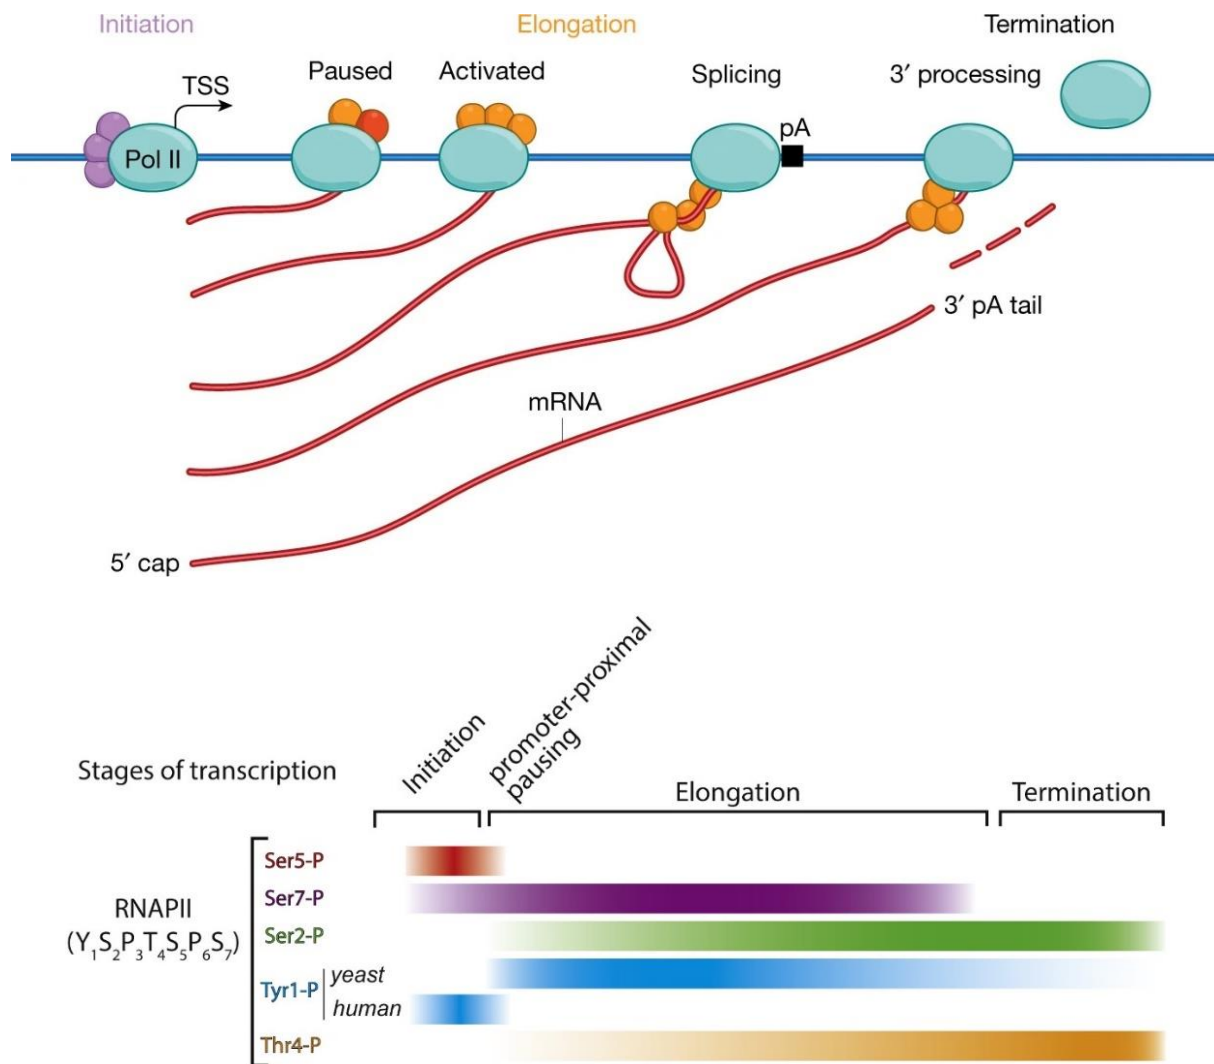 Initiation Elongation Termination
TSS Paused Activated Splicing 3′ processing
Pol II pA
3′ pA tail
mRNA
5′ cap
Stages of transcription
Initiation
promoter-proximal
pausing
Elongation
Termination
RNAPII
(Y₁S₂P₃T₄S₅P₆S₇)
Ser5-P
Ser7-P
Ser2-P
Tyr1-P
yeast
human
Thr4-P